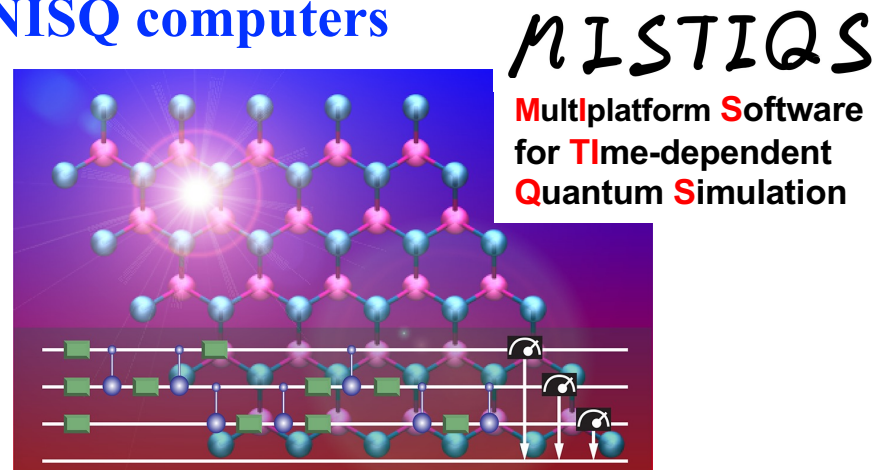 NISQ computers
MISTIQS
MultIplatform Software
for TIme-dependent
Quantum Simulation